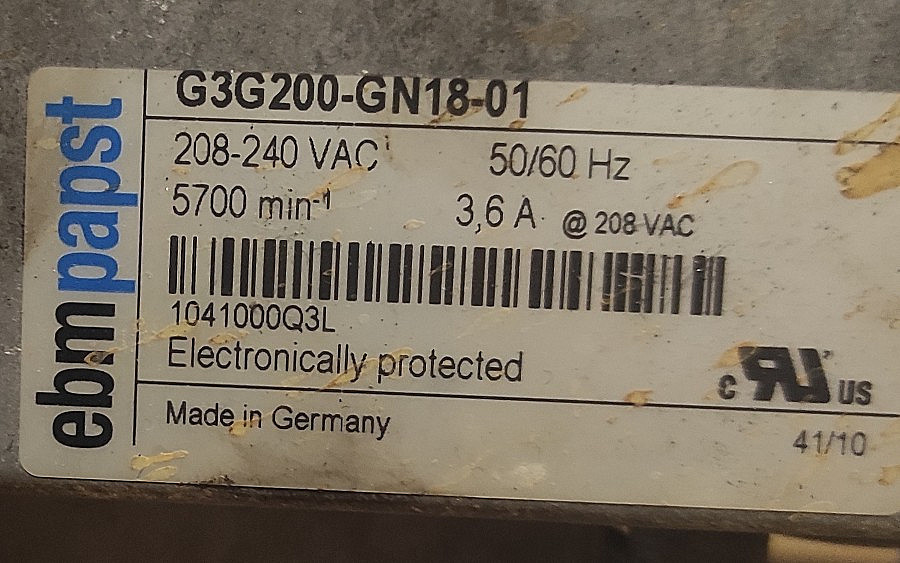 G3G200-GN18-01
208-240 VAC 50/60 Hz
5700 min-1 3,6 A @ 208 VAC
1041000Q3L
Electronically protected
c RU US
Made in Germany
41/10
ebmpapst